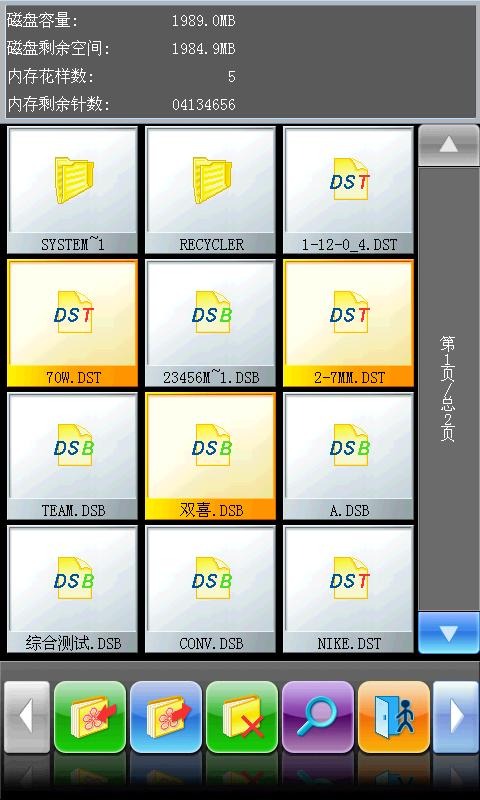 磁盘容量: 1989.0MB
磁盘剩余空间: 1984.9MB
内存花样数: 5
内存剩余针数: 04134656
SYSTEM~1 RECYCLER DST 1-12-0_4.DST
DST 70W.DST DSB 23456M~1.DSB DST 2-7MM.DST
DSB TEAM.DSB DSB 双喜.DSB DSB A.DSB
DSB 综合测试.DSB DSB CONV.DSB DST NIKE.DST
第1页/总2页